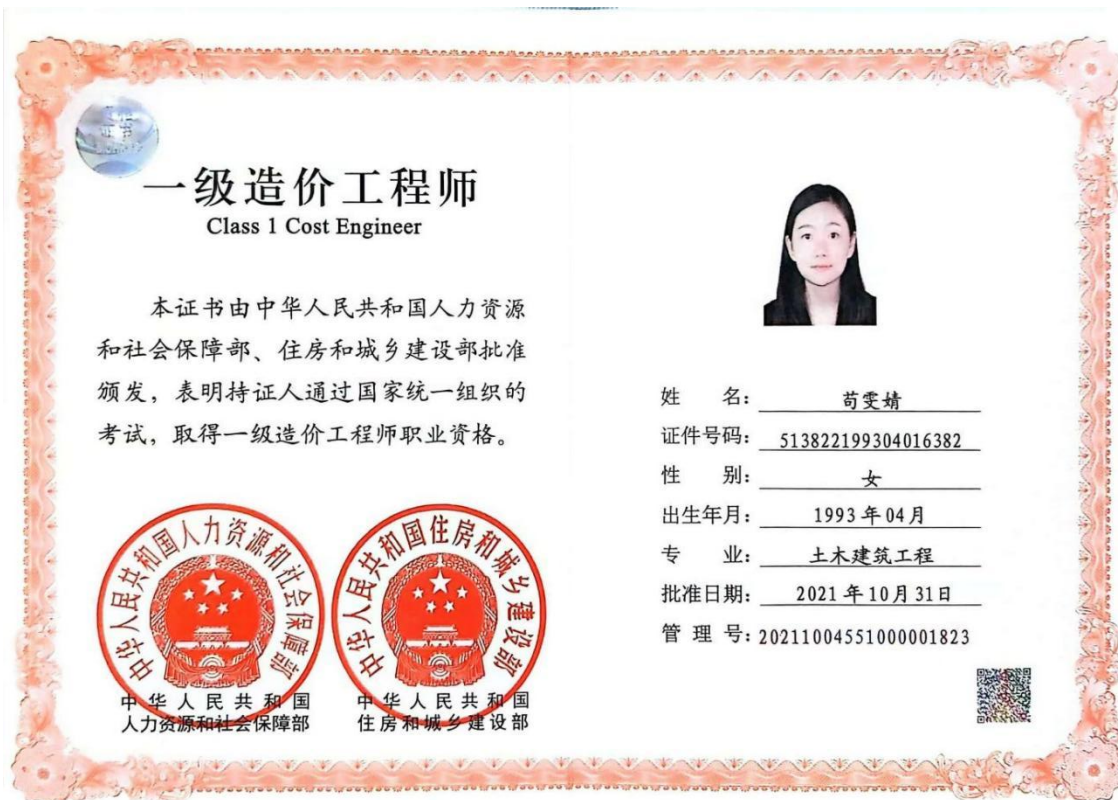 一级造价工程师
Class 1 Cost Engineer
本证书由中华人民共和国人力资源
和社会保障部、住房和城乡建设部批准
颁发，表明持证人通过国家统一组织的
考试，取得一级造价工程师职业资格。
中华人民共和国人力资源和社会保障部
中华人民共和国
人力资源和社会保障部
中华人民共和国住房和城乡建设部
中华人民共和国
住房和城乡建设部
姓 名：苟雯婧
证件号码：513822199304016382
性 别：女
出生年月：1993年04月
专 业：土木建筑工程
批准日期：2021年10月31日
管 理 号：20211004551000001823